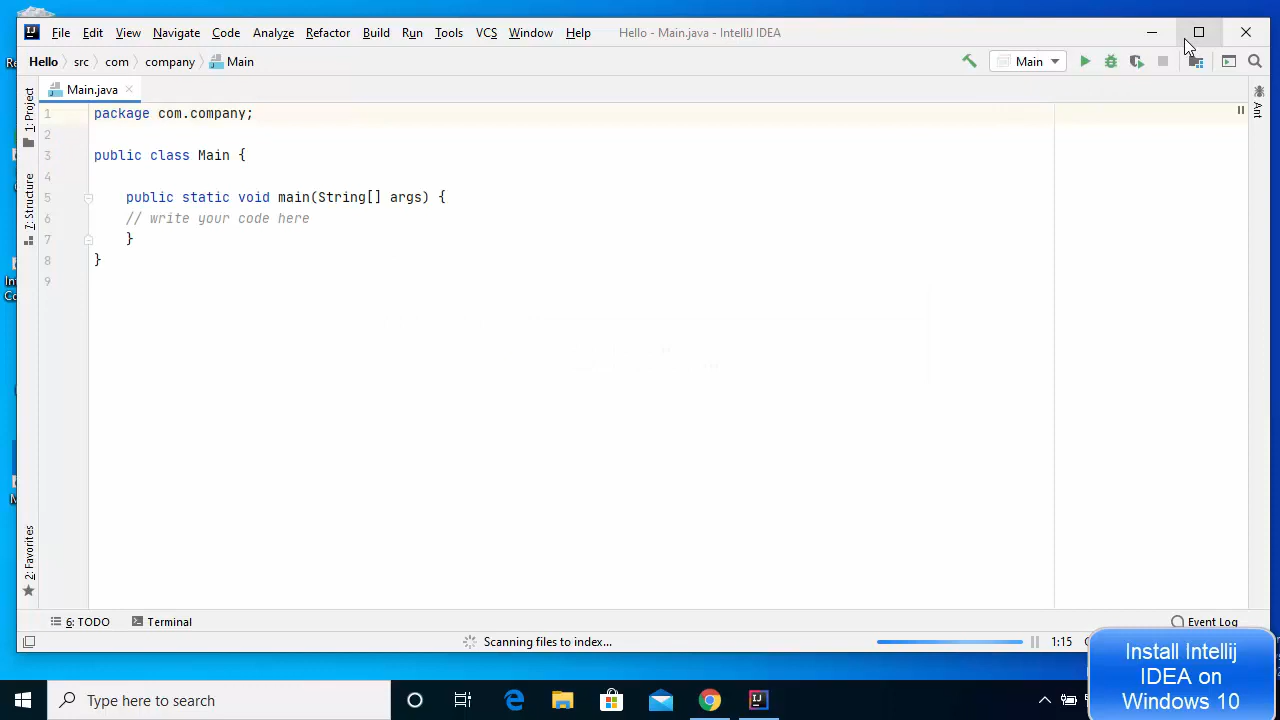 File Edit View Navigate Code Analyze Refactor Build Run Tools VCS Window Help Hello - Main.java - IntelliJ IDEA
Hello src com company Main Main
Main.java
1 package com.company;
2
3 public class Main {
4
5 public static void main(String[] args) {
6 // write your code here
7 }
8 }
9
1: Project
7: Structure
2: Favorites
Ant
6: TODO Terminal Event Log
Scanning files to index... 1:15
Install Intellij
IDEA on
Windows 10
Type here to search